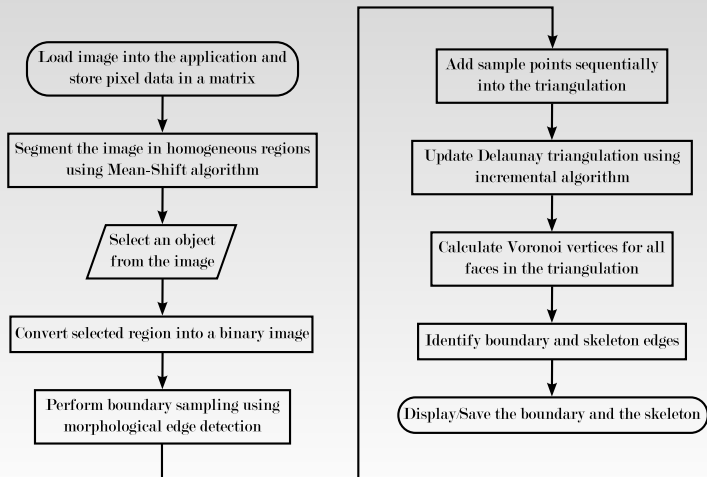 Load image into the application and
store pixel data in a matrix
Segment the image in homogeneous regions
using Mean-Shift algorithm
Select an object
from the image
Convert selected region into a binary image
Perform boundary sampling using
morphological edge detection
Add sample points sequentially
into the triangulation
Update Delaunay triangulation using
incremental algorithm
Calculate Voronoi vertices for all
faces in the triangulation
Identify boundary and skeleton edges
Display/Save the boundary and the skeleton